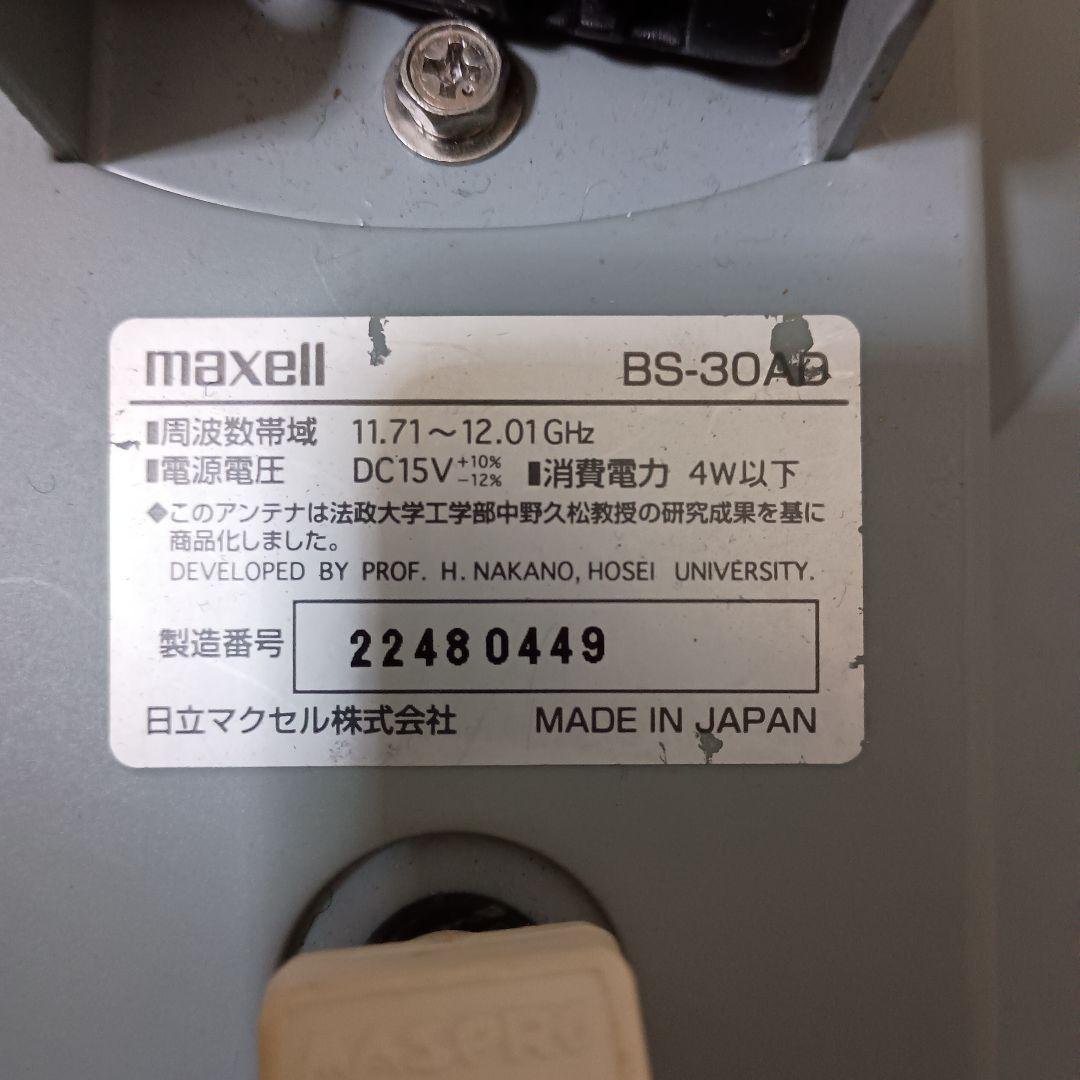 maxell BS-30AD
▮周波数帯域 11.71～12.01GHz
▮電源電圧 DC15V+10% −12% ▮消費電力 4W以下
◆このアンテナは法政大学工学部中野久松教授の研究成果を基に
商品化しました。
DEVELOPED BY PROF. H. NAKANO, HOSEI UNIVERSITY.
製造番号 22480449
日立マクセル株式会社 MADE IN JAPAN
MASPRO